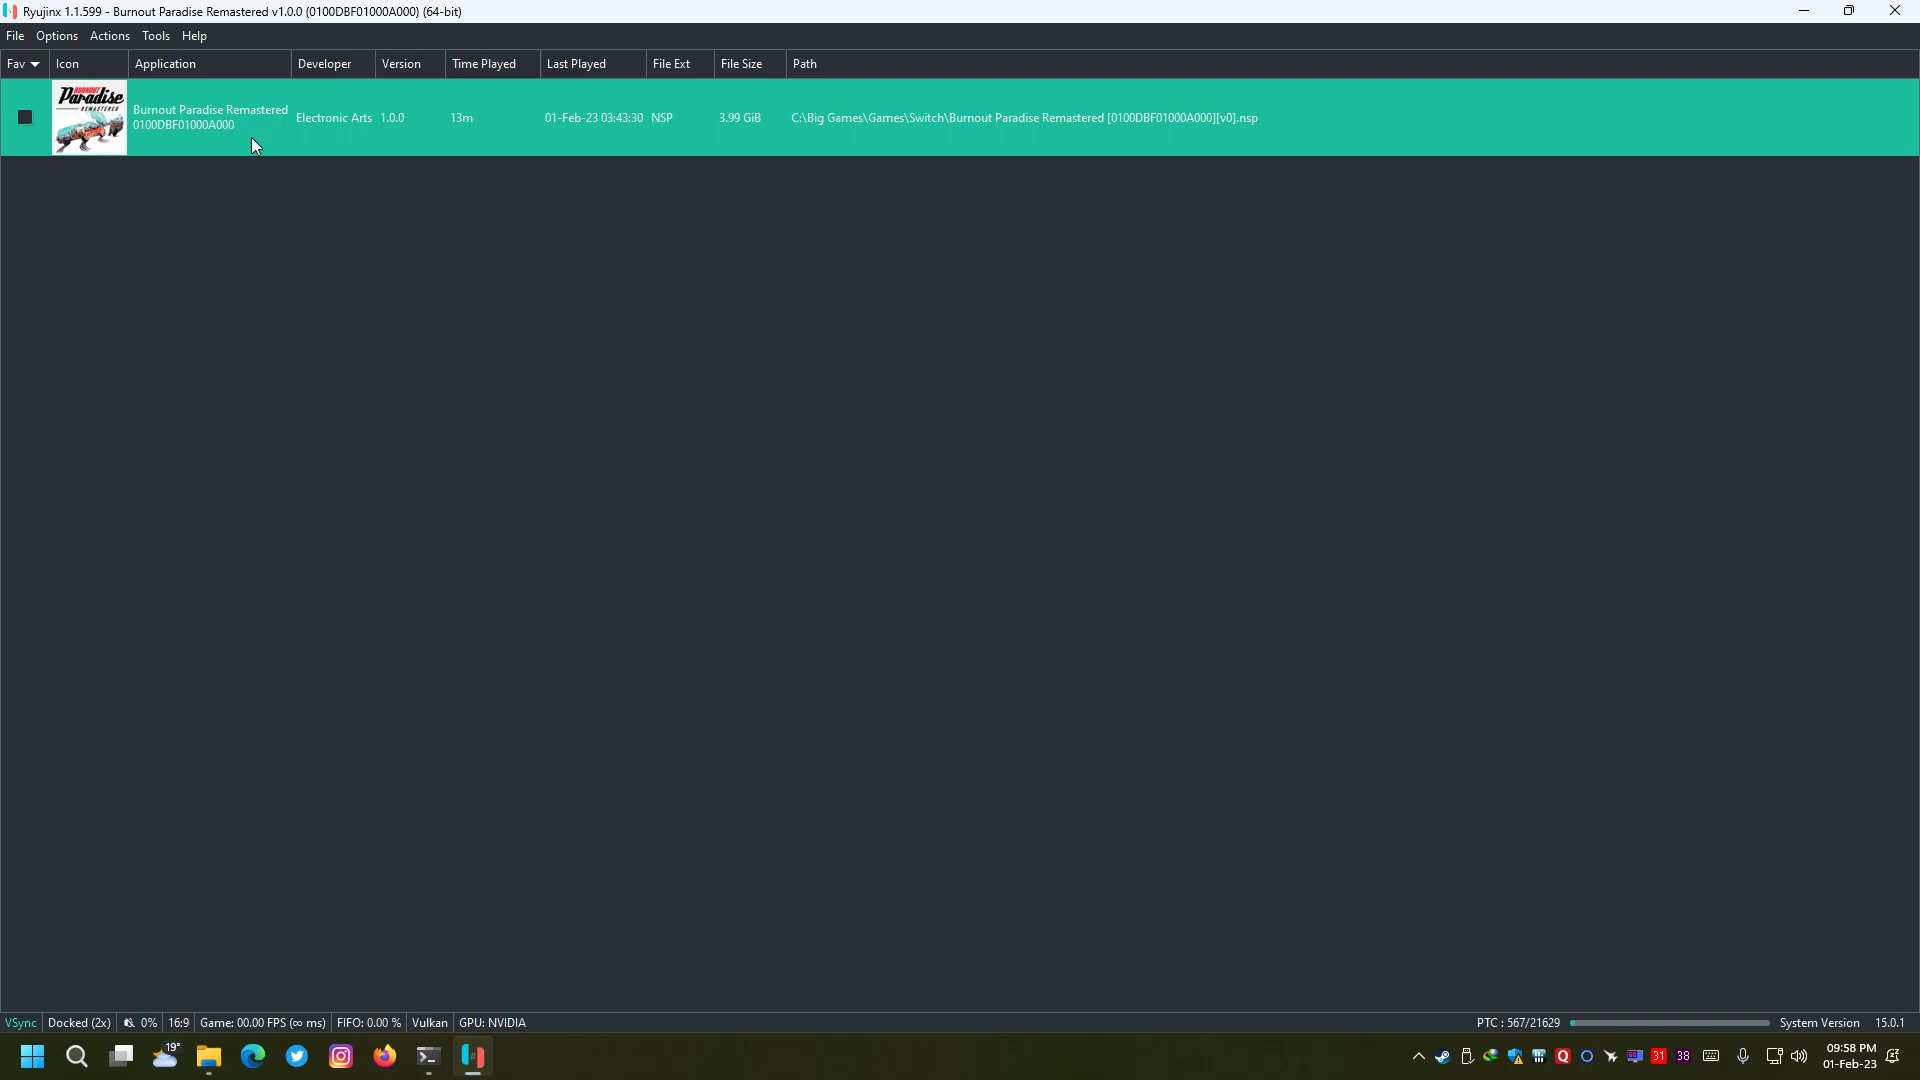 Ryujinx 1.1.599 - Burnout Paradise Remastered v1.0.0 (0100DBF01000A000) (64-bit)
File Options Actions Tools Help
Fav Icon Application Developer Version Time Played Last Played File Ext File Size Path
BURNOUT
Paradise
REMASTERED
Burnout Paradise Remastered
0100DBF01000A000
Electronic Arts 1.0.0 13m 01-Feb-23 03:43:30 NSP 3.99 GiB C:\Big Games\Games\Switch\Burnout Paradise Remastered [0100DBF01000A000][v0].nsp
VSync Docked (2x) 0% 16:9 Game: 00.00 FPS (∞ ms) FIFO: 0.00 % Vulkan GPU: NVIDIA PTC : 567/21629 System Version 15.0.1
19°
60 31 38
09:58 PM
01-Feb-23